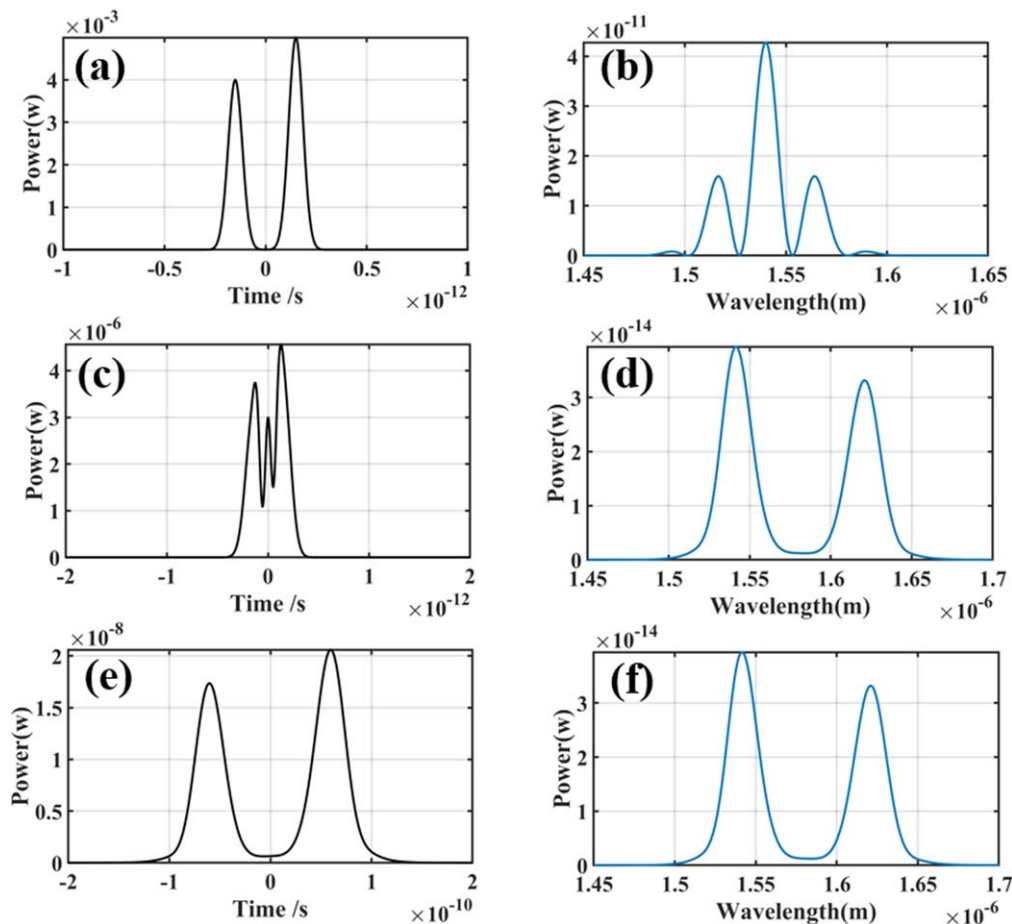 ×10⁻³
(a)
Power(w)
4
3
2
1
0
-1 -0.5 0 0.5 1
Time /s
×10⁻¹²
×10⁻¹¹
(b)
Power(w)
4
3
2
1
0
1.45 1.5 1.55 1.6 1.65
Wavelength(m)
×10⁻⁶
×10⁻⁶
(c)
Power(w)
4
3
2
1
0
-2 -1 0 1 2
Time /s
×10⁻¹²
×10⁻¹⁴
(d)
Power(w)
3
2
1
0
1.45 1.5 1.55 1.6 1.65 1.7
Wavelength(m)
×10⁻⁶
×10⁻⁸
(e)
Power(w)
2
1.5
1
0.5
0
-2 -1 0 1 2
Time /s
×10⁻¹⁰
×10⁻¹⁴
(f)
Power(w)
3
2
1
0
1.45 1.5 1.55 1.6 1.65 1.7
Wavelength(m)
×10⁻⁶